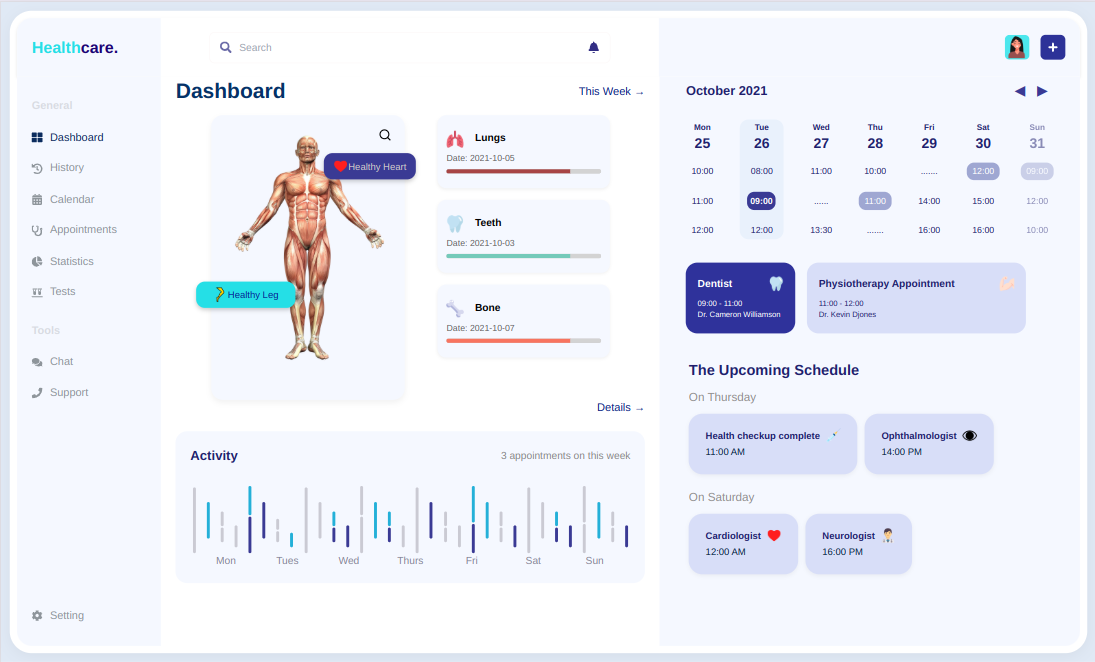 Healthcare.
General
Dashboard
History
Calendar
Appointments
Statistics
Tests
Tools
Chat
Support
Setting
Search
Dashboard
This Week →
Healthy Heart
Healthy Leg
Lungs
Date: 2021-10-05
Teeth
Date: 2021-10-03
Bone
Date: 2021-10-07
Details →
Activity
3 appointments on this week
Mon Tues Wed Thurs Fri Sat Sun
+
October 2021 ◀ ▶
Mon Tue Wed Thu Fri Sat Sun
25 26 27 28 29 30 31
10:00 08:00 11:00 10:00 ....... 12:00 09:00
11:00 09:00 ...... 11:00 14:00 15:00 12:00
12:00 12:00 13:30 ....... 16:00 16:00 10:00
Dentist
09:00 - 11:00
Dr. Cameron Williamson
Physiotherapy Appointment
11:00 - 12:00
Dr. Kevin Djones
The Upcoming Schedule
On Thursday
Health checkup complete
11:00 AM
Ophthalmologist
14:00 PM
On Saturday
Cardiologist
12:00 AM
Neurologist
16:00 PM